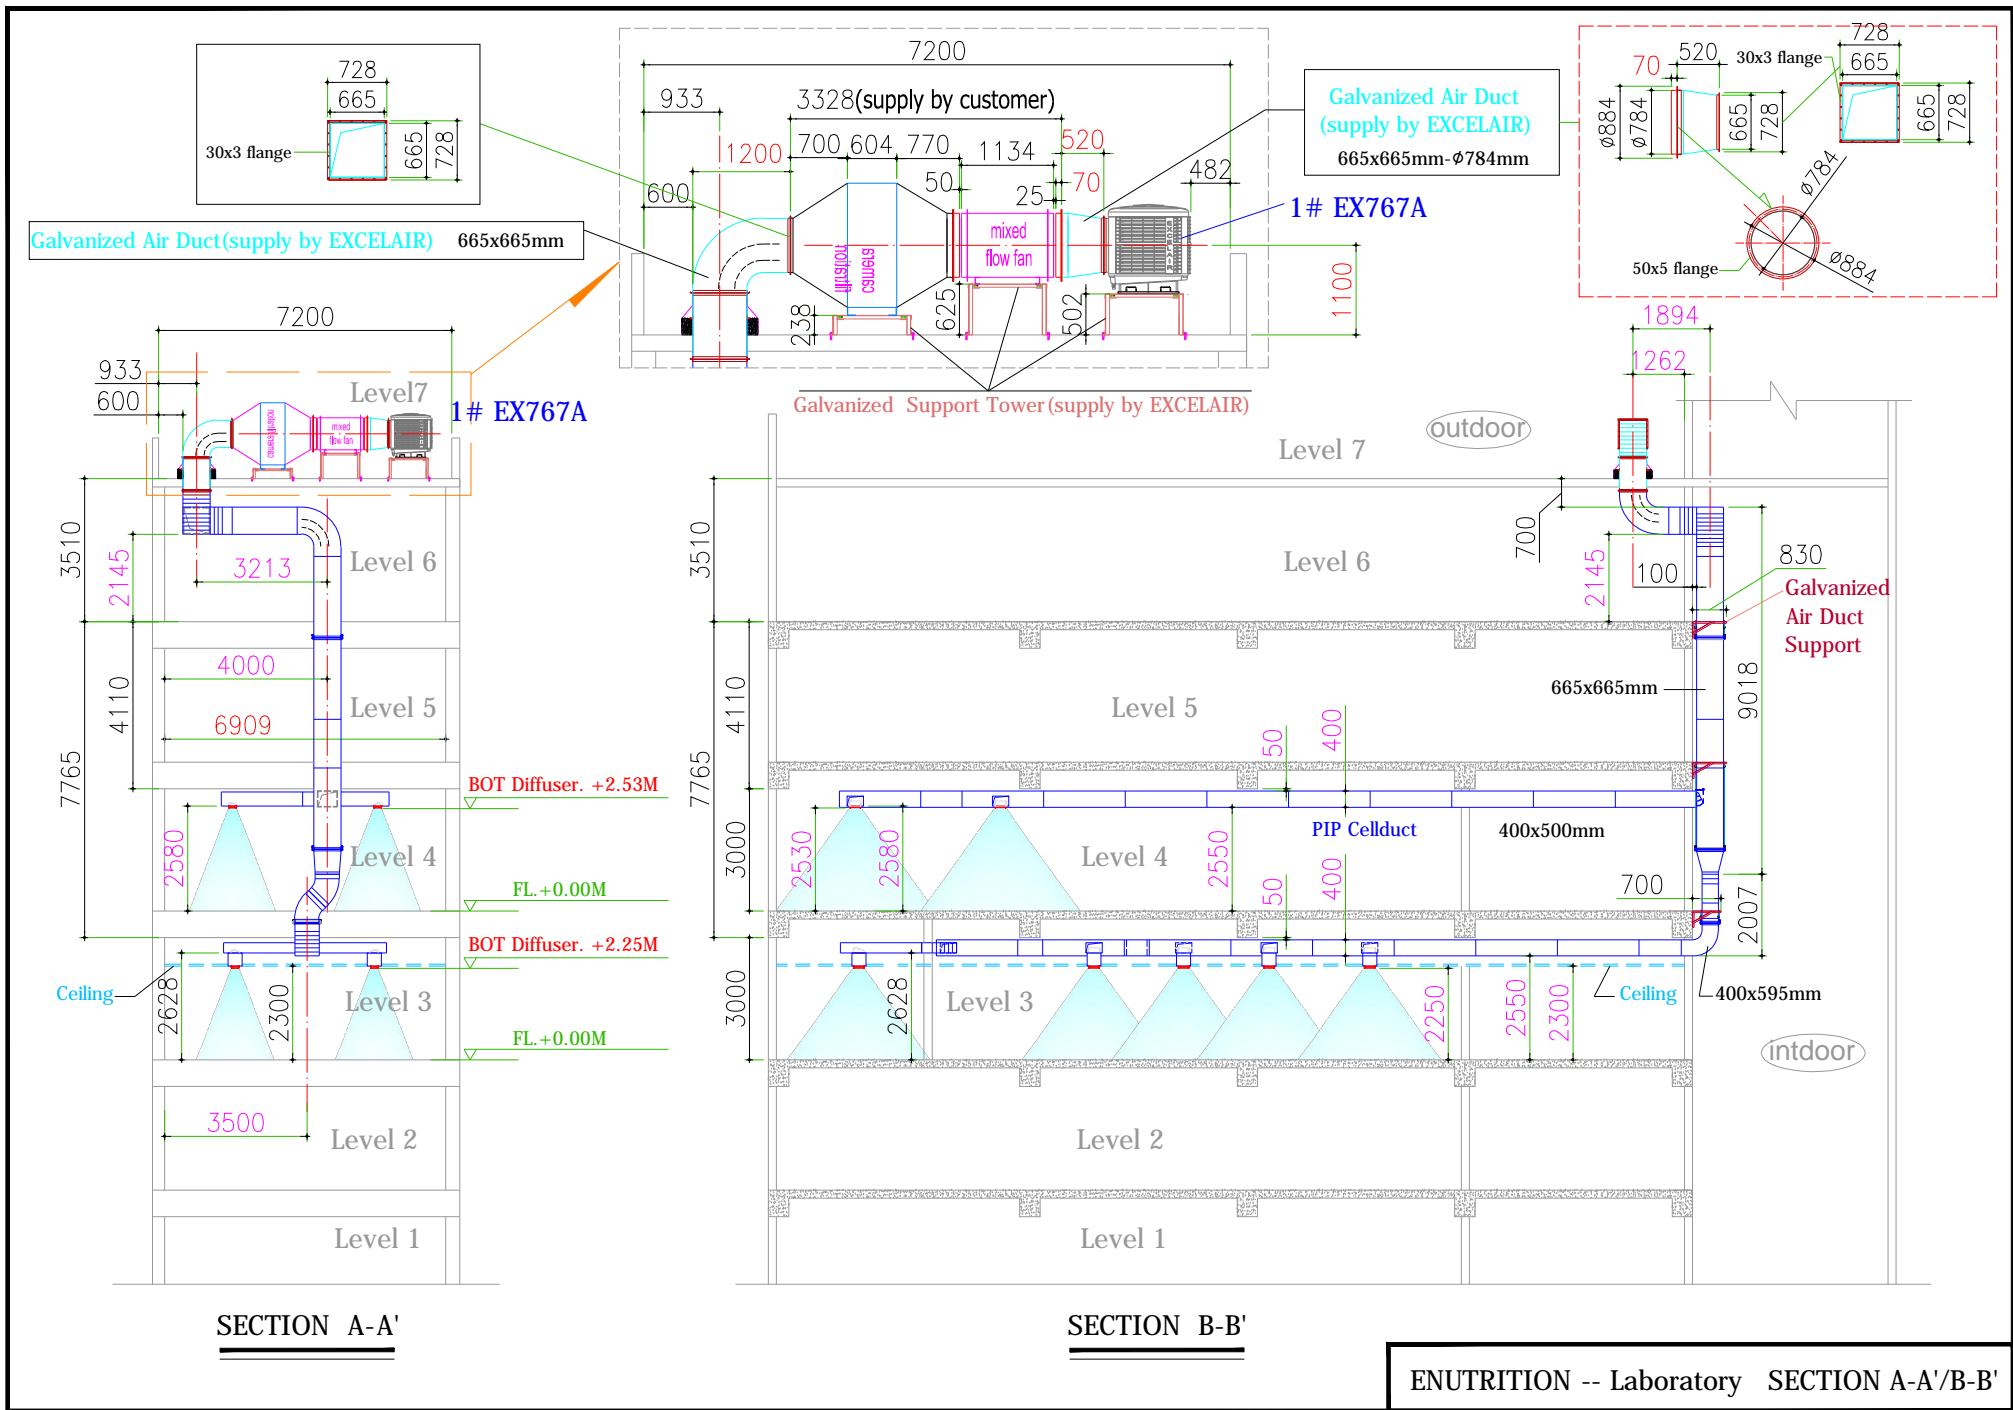 728
665
30x3 flange
665
728
Galvanized Air Duct(supply by EXCELAIR) 665x665mm
7200
933
3328(supply by customer)
1200
700
604
770
520
1134
50
25
70
482
600
mixed
flow fan
filtration
camera
EXCELAIR
238
625
502
1100
1# EX767A
Galvanized Support Tower(supply by EXCELAIR)
Galvanized Air Duct
(supply by EXCELAIR)
665x665mm-Φ784mm
70
520
30x3 flange
728
665
Φ884
Φ784
665
728
665
728
Φ784
50x5 flange
Φ884
7200
933
600
Level7
1# EX767A
mixed
flow fan
3510
2145
3213
Level 6
4000
4110
Level 5
6909
7765
BOT Diffuser. +2.53M
2580
Level 4
FL.+0.00M
BOT Diffuser. +2.25M
Ceiling
2628
2300
Level 3
FL.+0.00M
3500
Level 2
Level 1
SECTION A-A'
1894
1262
outdoor
Level 7
3510
700
Level 6
2145
100
830
Galvanized
Air Duct
Support
4110
Level 5
665x665mm
9018
7765
50
400
PIP Cellduct
400x500mm
3000
2530
2580
Level 4
2550
50
400
700
2007
3000
2628
Level 3
2250
2550
2300
Ceiling
400x595mm
intdoor
Level 2
Level 1
SECTION B-B'
ENUTRITION -- Laboratory SECTION A-A'/B-B'